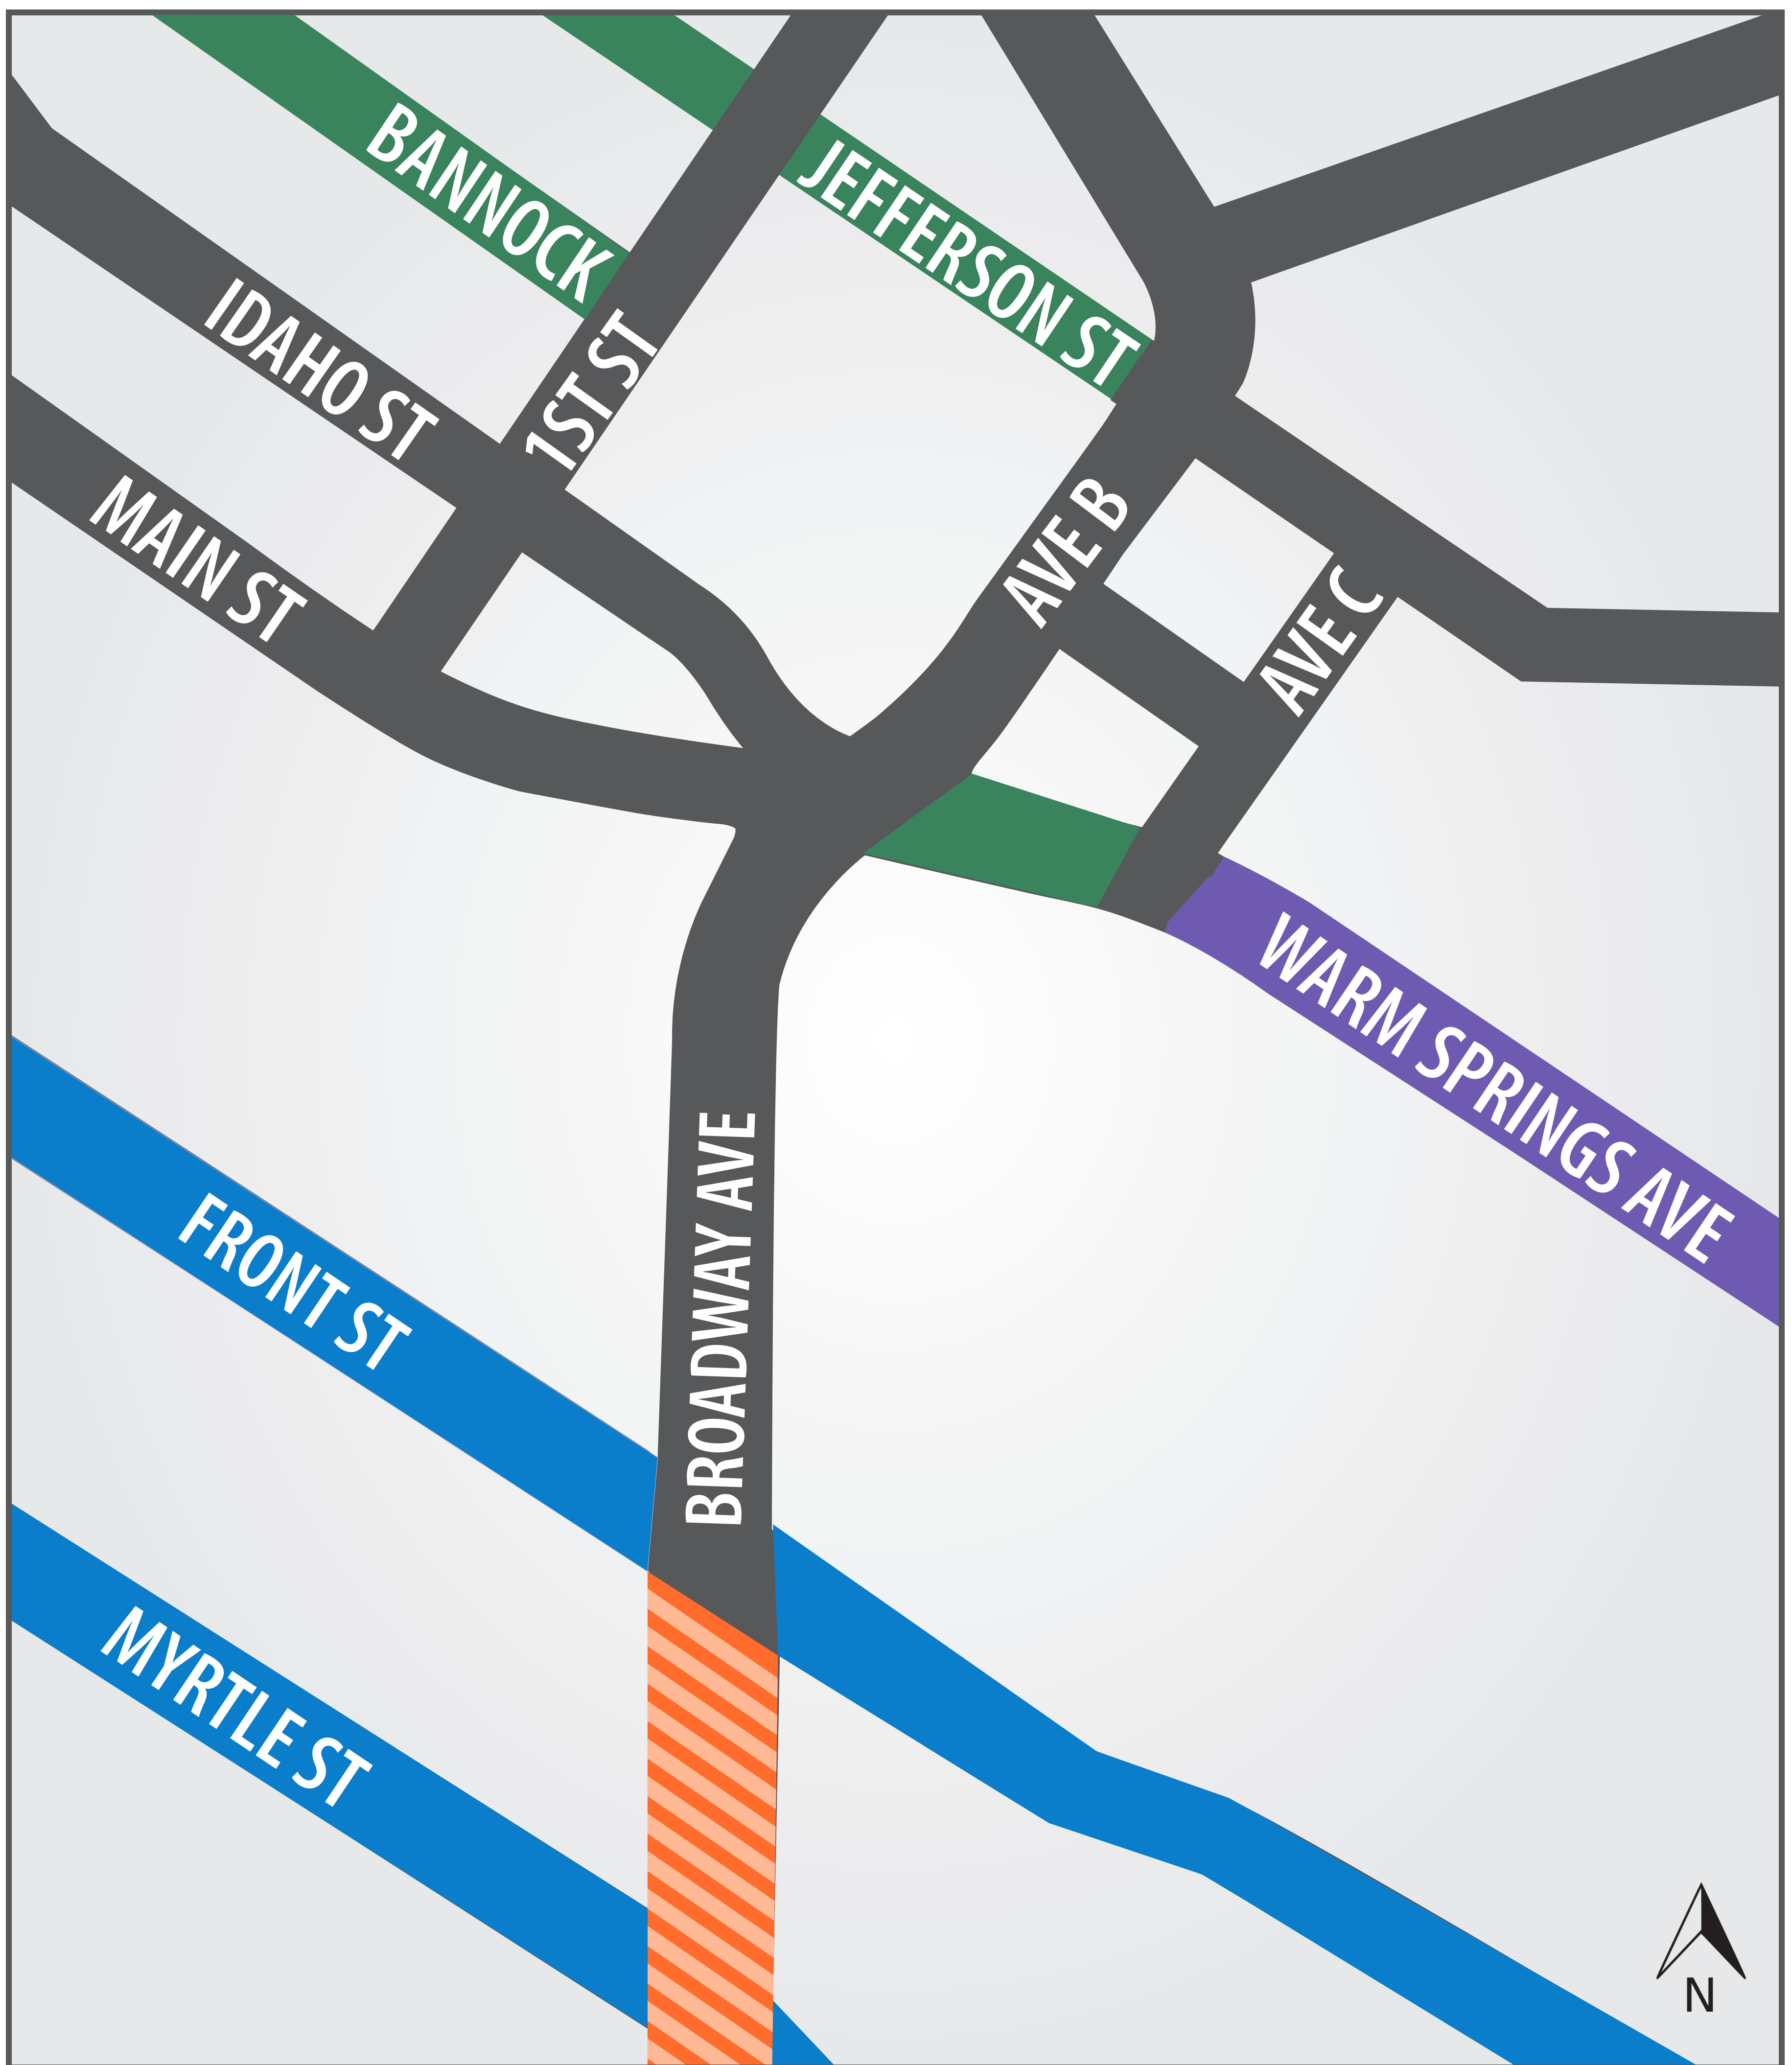 BANNOCK
JEFFERSON ST
IDAHO ST
1ST ST
MAIN ST
AVE B
AVE C
WARM SPRINGS AVE
BROADWAY AVE
FRONT ST
MYRTLE ST
N